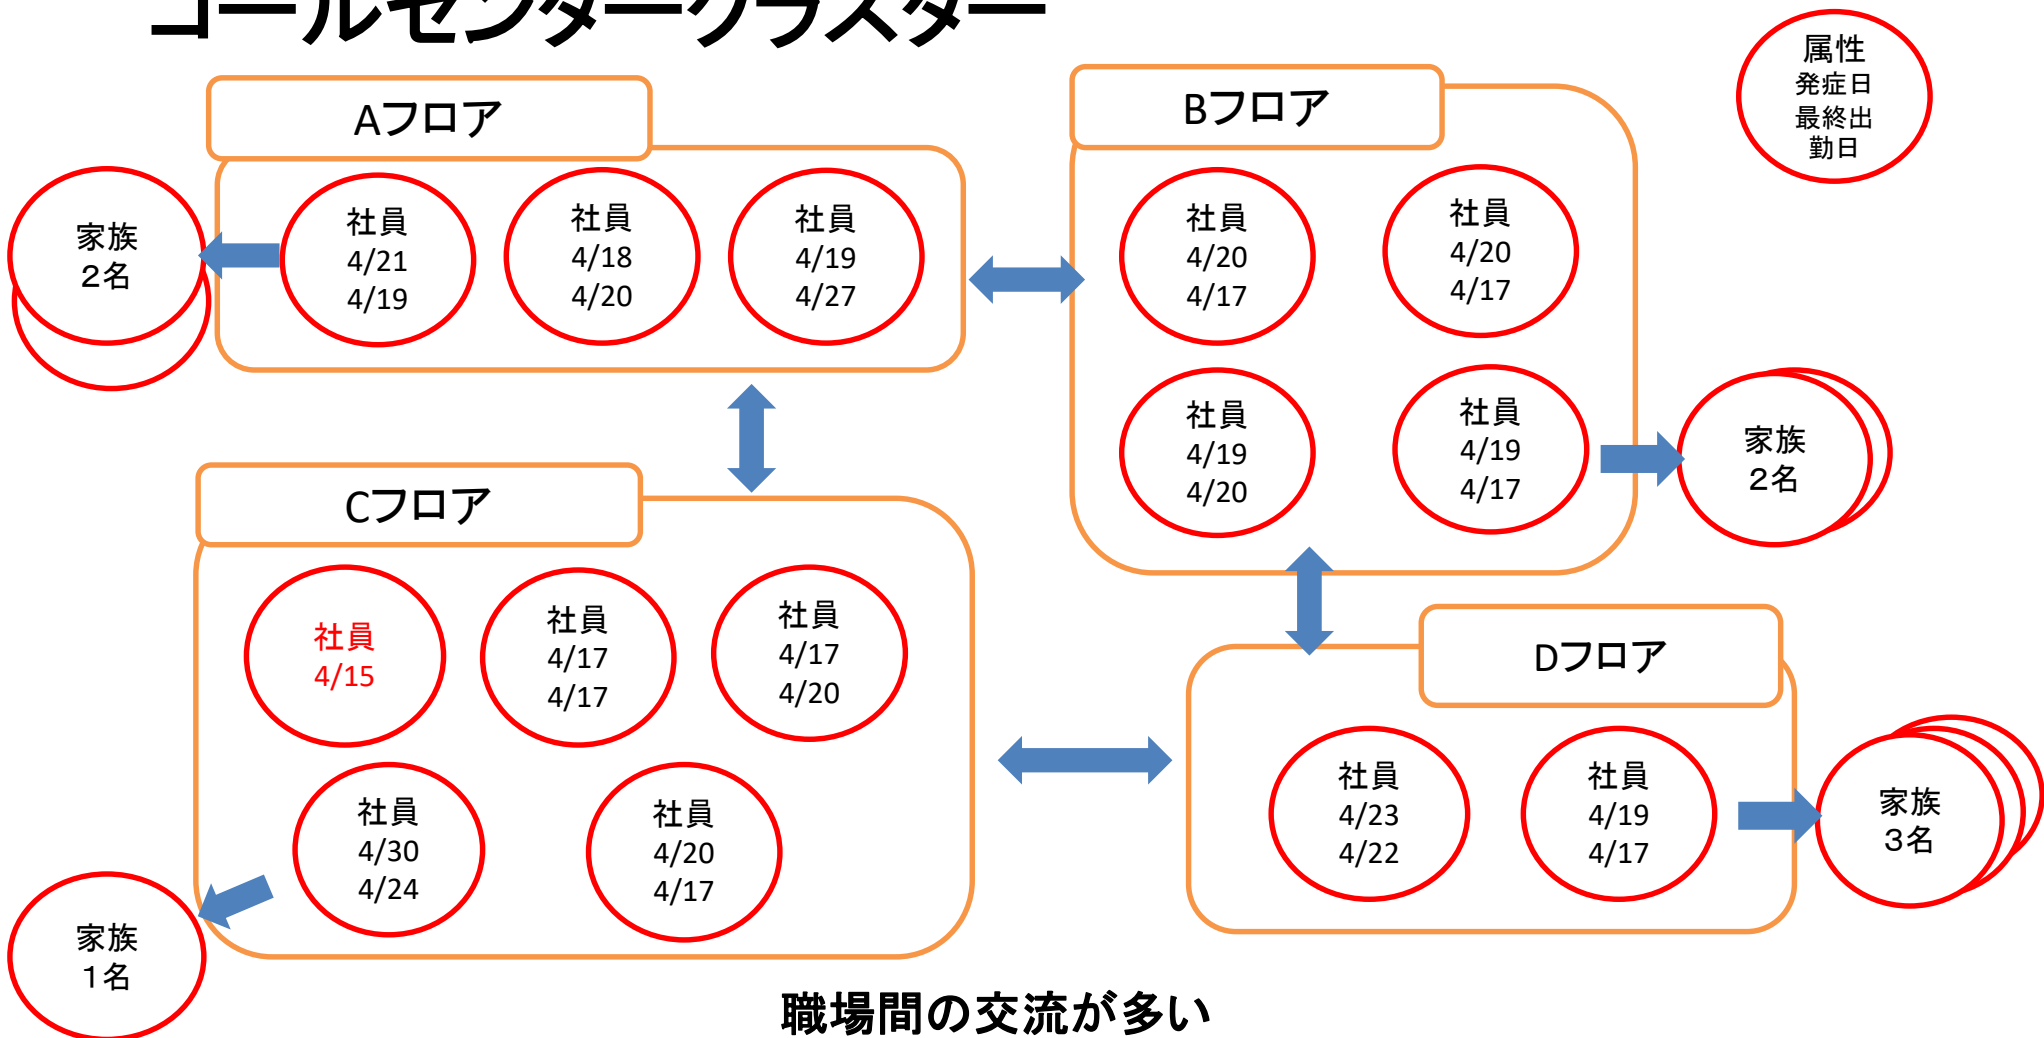 コールセンタークラスター
属性
発症日
最終出
勤日
Aフロア
家族
２名
社員
4/21
4/19
社員
4/18
4/20
社員
4/19
4/27
Bフロア
社員
4/20
4/17
社員
4/20
4/17
社員
4/19
4/20
社員
4/19
4/17
家族
２名
Cフロア
社員
4/15
社員
4/17
4/17
社員
4/17
4/20
社員
4/30
4/24
社員
4/20
4/17
家族
１名
Dフロア
社員
4/23
4/22
社員
4/19
4/17
家族
３名
職場間の交流が多い